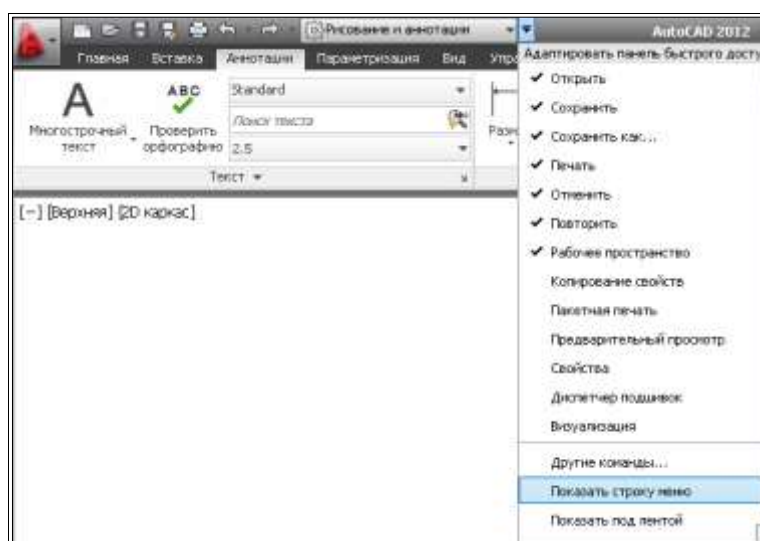 Рисование и аннотации
AutoCAD 2012
Главная Вставка Аннотации Параметризация Вид Упра
Адаптировать панель быстрого досту
Многострочный текст
ABC
Проверить орфографию
Standard
Поиск текста
2.5
Разм
Текст
[−] [Верхняя] [2D каркас]
Открыть
Сохранить
Сохранить как...
Печать
Отменить
Повторить
Рабочее пространство
Копирование свойств
Пакетная печать
Предварительный просмотр
Свойства
Диспетчер подшивок
Визуализация
Другие команды...
Показать строку меню
Показать под лентой